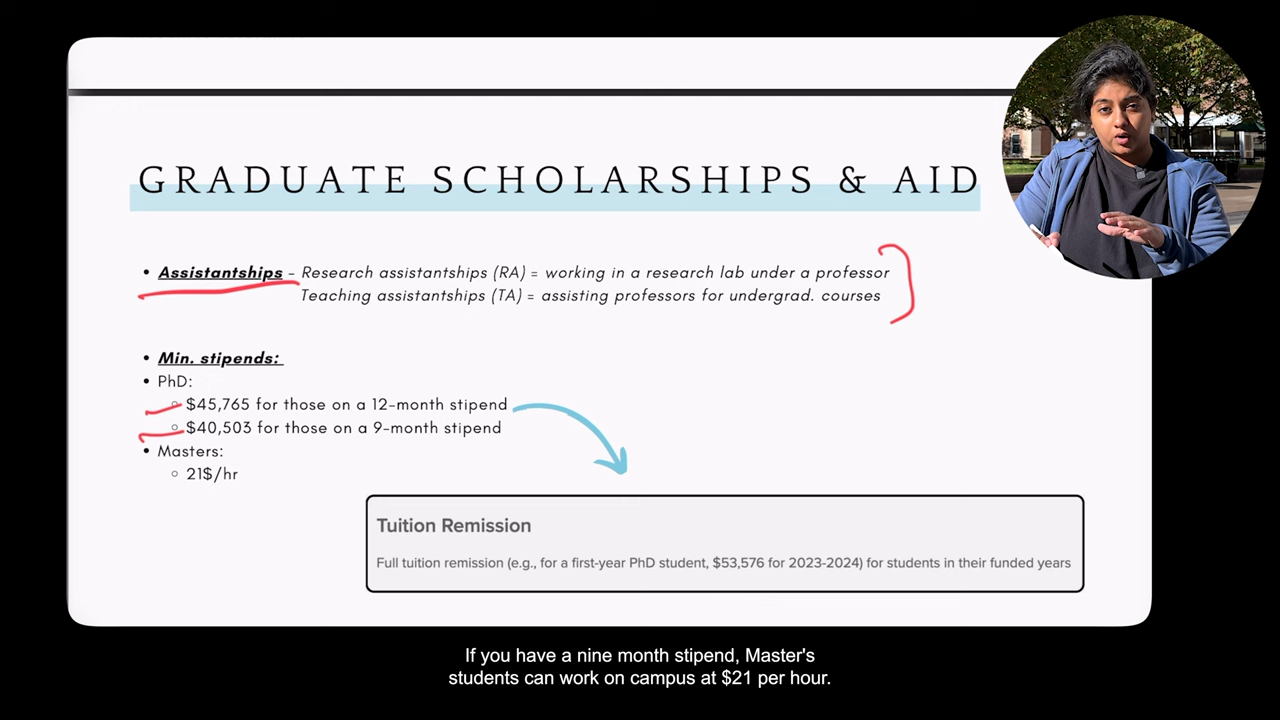 GRADUATE SCHOLARSHIPS & AID
• Assistantships - Research assistantships (RA) = working in a research lab under a professor
Teaching assistantships (TA) = assisting professors for undergrad. courses
• Min. stipends:
• PhD:
○ $45,765 for those on a 12-month stipend
○ $40,503 for those on a 9-month stipend
• Masters:
○ 21$/hr
Tuition Remission
Full tuition remission (e.g., for a first-year PhD student, $53,576 for 2023-2024) for students in their funded years
If you have a nine month stipend, Master's
students can work on campus at $21 per hour.